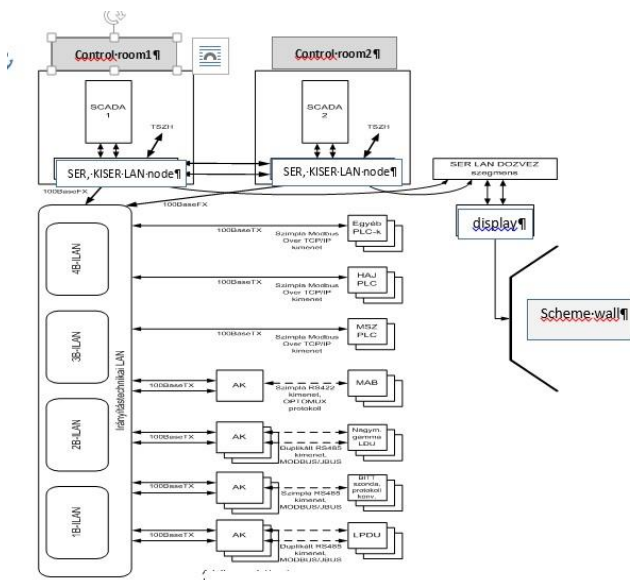 Control·room1¶
Control·room2¶
SCADA
1
TSZH
SCADA
2
TSZH
SER,·KISER·LAN·node¶
SER,·KISER·LAN·node¶
SER LAN DOZVEZ
szegmens
100BaseFX
100BaseFX
display¶
Scheme·wall¶
Irányítástechnikai LAN
4B-ILAN
3B-ILAN
2B-ILAN
1B-ILAN
100BaseTX
Szimpla Modbus
Over TCP/IP
kimenet
Egyéb
PLC-k
100BaseTX
Szimpla Modbus
Over TCP/IP
kimenet
HAJ
PLC
100BaseTX
Szimpla Modbus
Over TCP/IP
kimenet
MSZ
PLC
100BaseTX
AK
Szimpla RS422
kimenet,
OPTOMUX
protokoll
MAB
100BaseTX
AK
Duplikált RS485
kimenet,
MODBUS/JBUS
Nagym.
gamma
LDU
100BaseTX
AK
Szimpla RS485
kimenet,
MODBUS/JBUS
BITT
szonda,
protokoll
konv.
100BaseTX
AK
Duplikált RS485
kimenet,
MODBUS/JBUS
LPDU